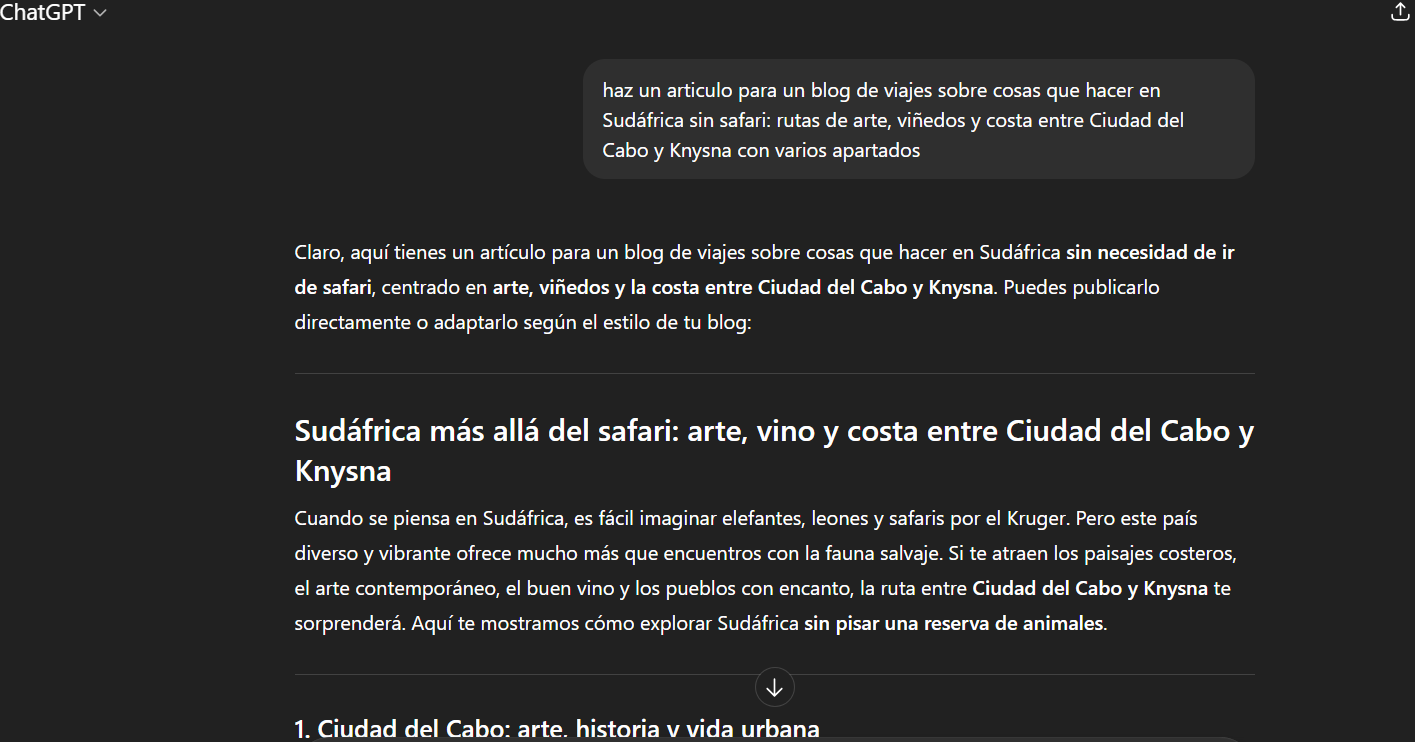 ChatGPT
haz un articulo para un blog de viajes sobre cosas que hacer en
Sudáfrica sin safari: rutas de arte, viñedos y costa entre Ciudad del
Cabo y Knysna con varios apartados
Claro, aquí tienes un artículo para un blog de viajes sobre cosas que hacer en Sudáfrica sin necesidad de ir
de safari, centrado en arte, viñedos y la costa entre Ciudad del Cabo y Knysna. Puedes publicarlo
directamente o adaptarlo según el estilo de tu blog:
Sudáfrica más allá del safari: arte, vino y costa entre Ciudad del Cabo y
Knysna
Cuando se piensa en Sudáfrica, es fácil imaginar elefantes, leones y safaris por el Kruger. Pero este país
diverso y vibrante ofrece mucho más que encuentros con la fauna salvaje. Si te atraen los paisajes costeros,
el arte contemporáneo, el buen vino y los pueblos con encanto, la ruta entre Ciudad del Cabo y Knysna te
sorprenderá. Aquí te mostramos cómo explorar Sudáfrica sin pisar una reserva de animales.
1. Ciudad del Cabo: arte, historia y vida urbana